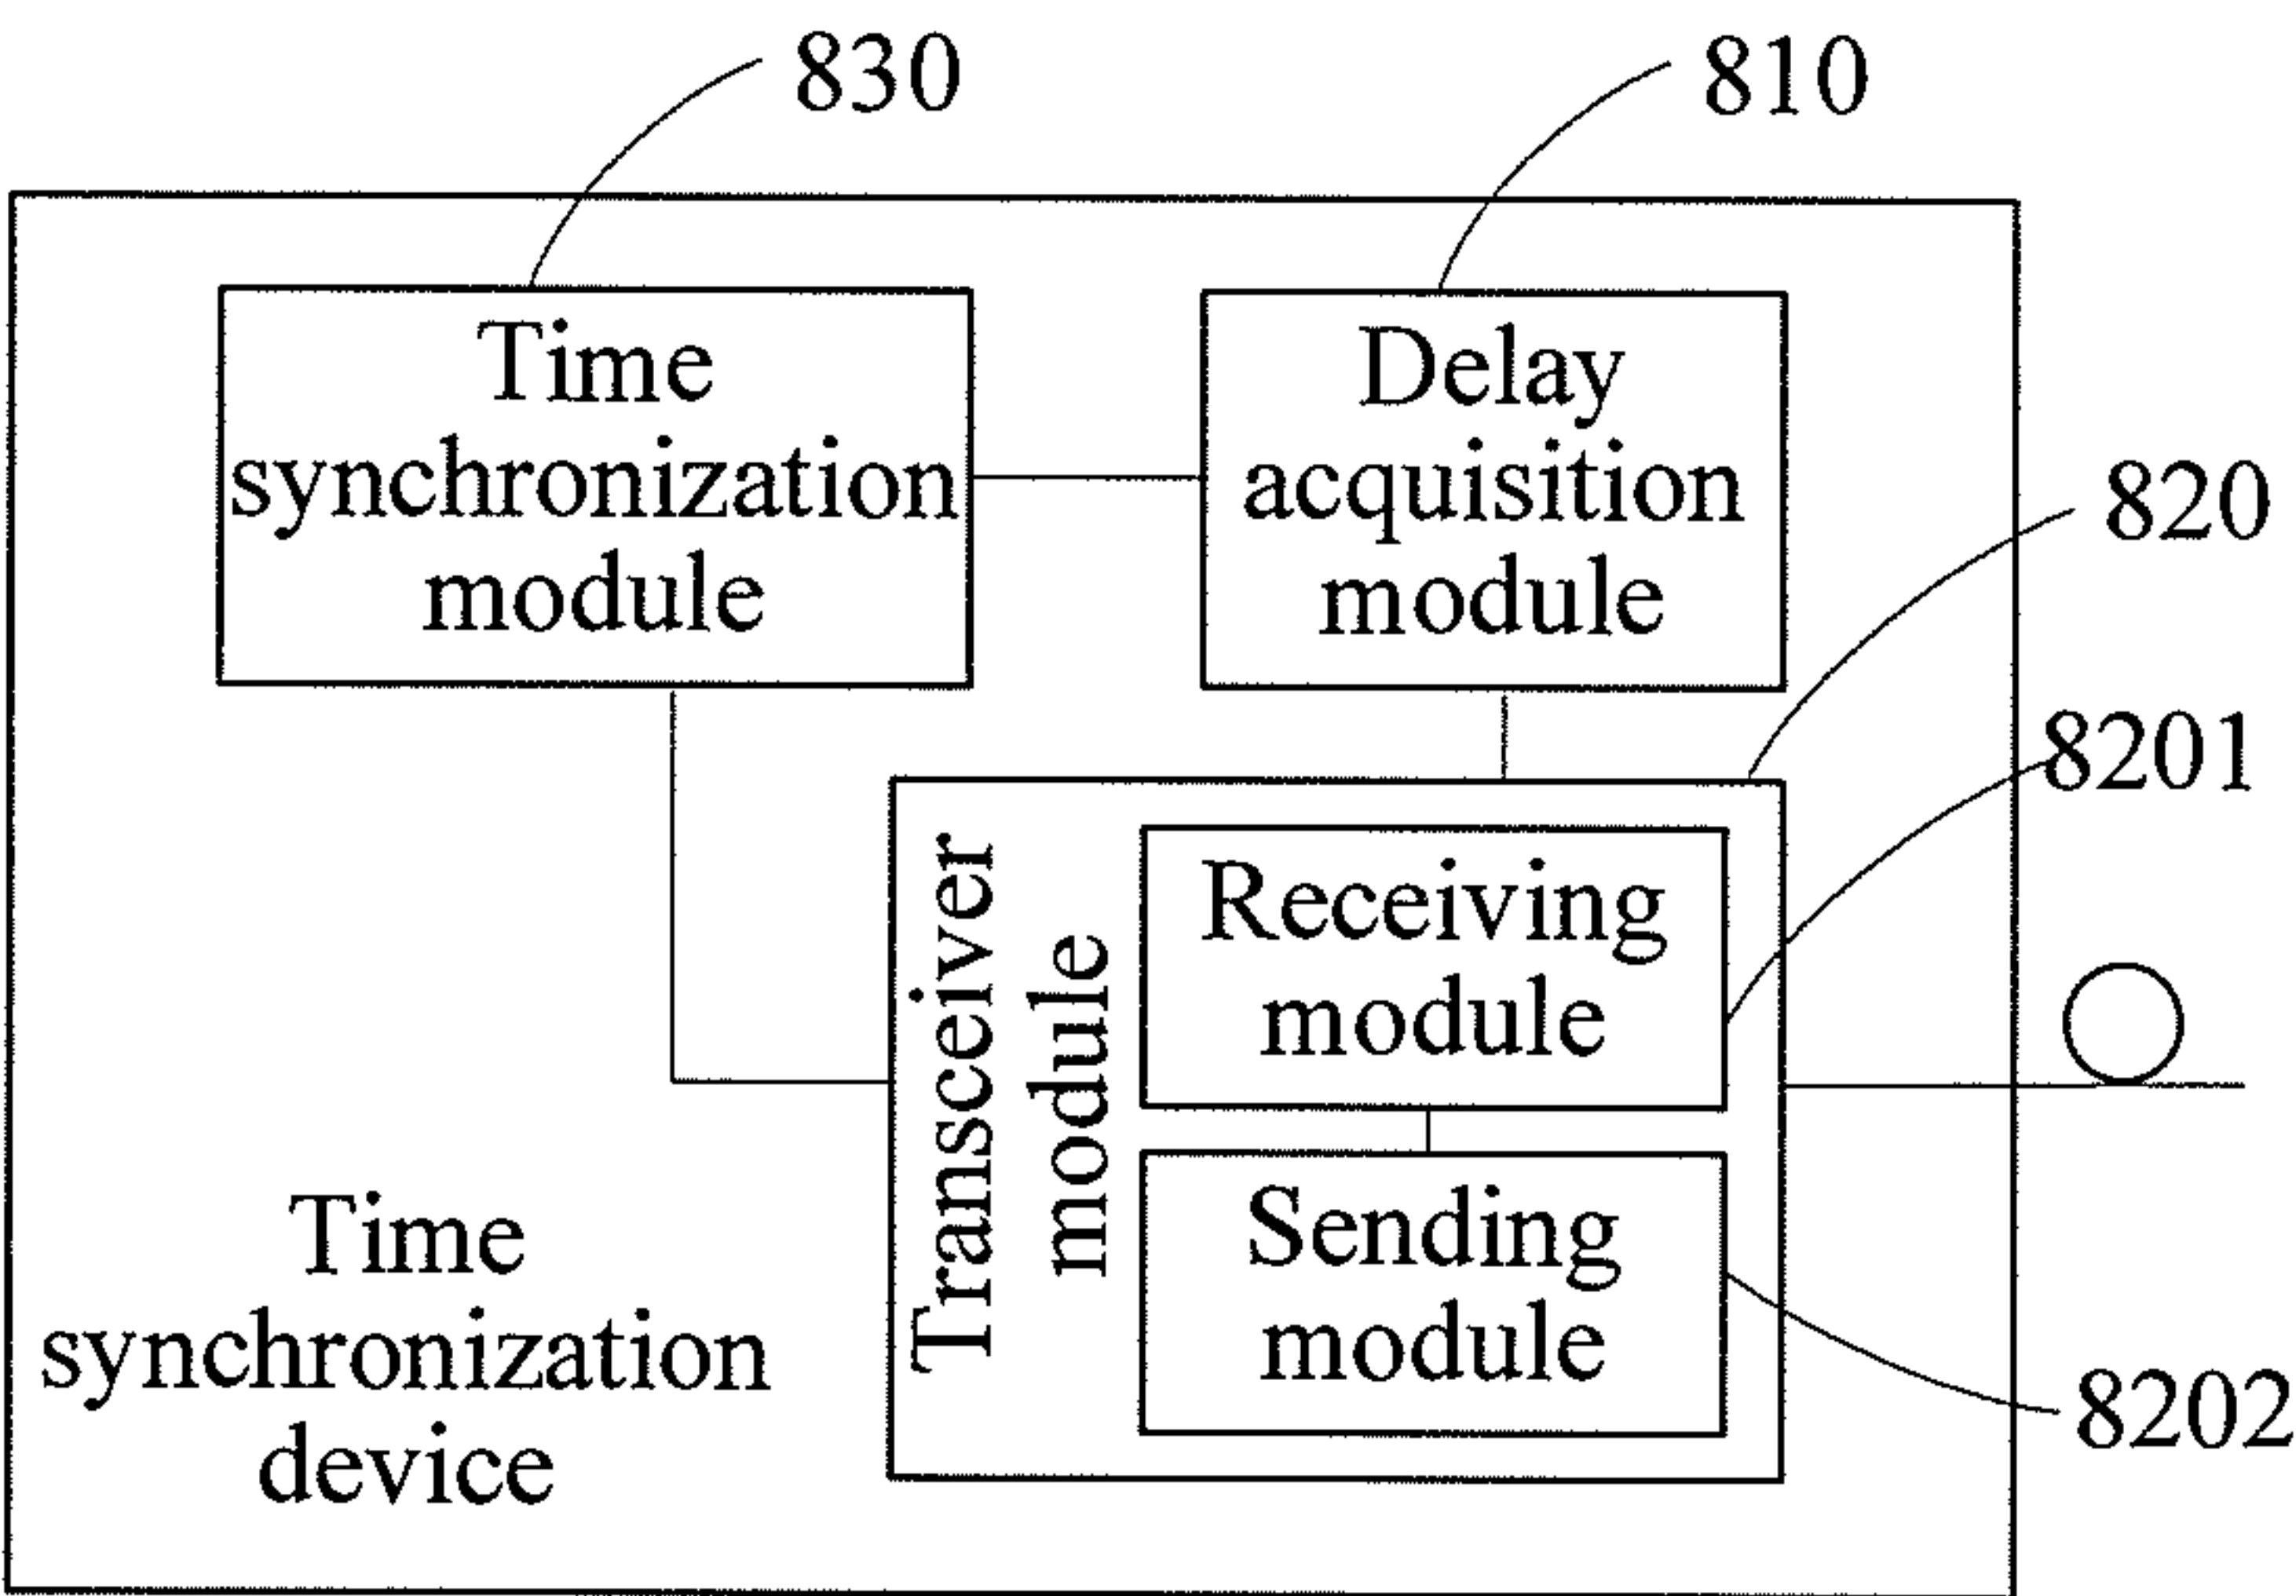 830
810
Time
synchronization
module
Delay
acquisition
module
820
8201
Transceiver
module
Receiving
module
Sending
module
8202
Time
synchronization
device